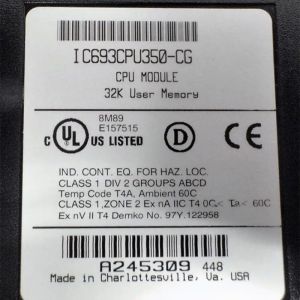 IC693CPU350-CG
CPU MODULE
32K User Memory
8M89
E157515
C UL US LISTED D CE
IND. CONT. EQ. FOR HAZ. LOC.
CLASS 1 DIV 2 GROUPS ABCD
Temp Code T4A, Ambient 60C
CLASS 1,ZONE 2 Ex nA IIC T4 0C< Ta < 60C
Ex nV II T4 Demko No. 97Y.122958
A245309 448
Made in Charlottesville, Va. USA